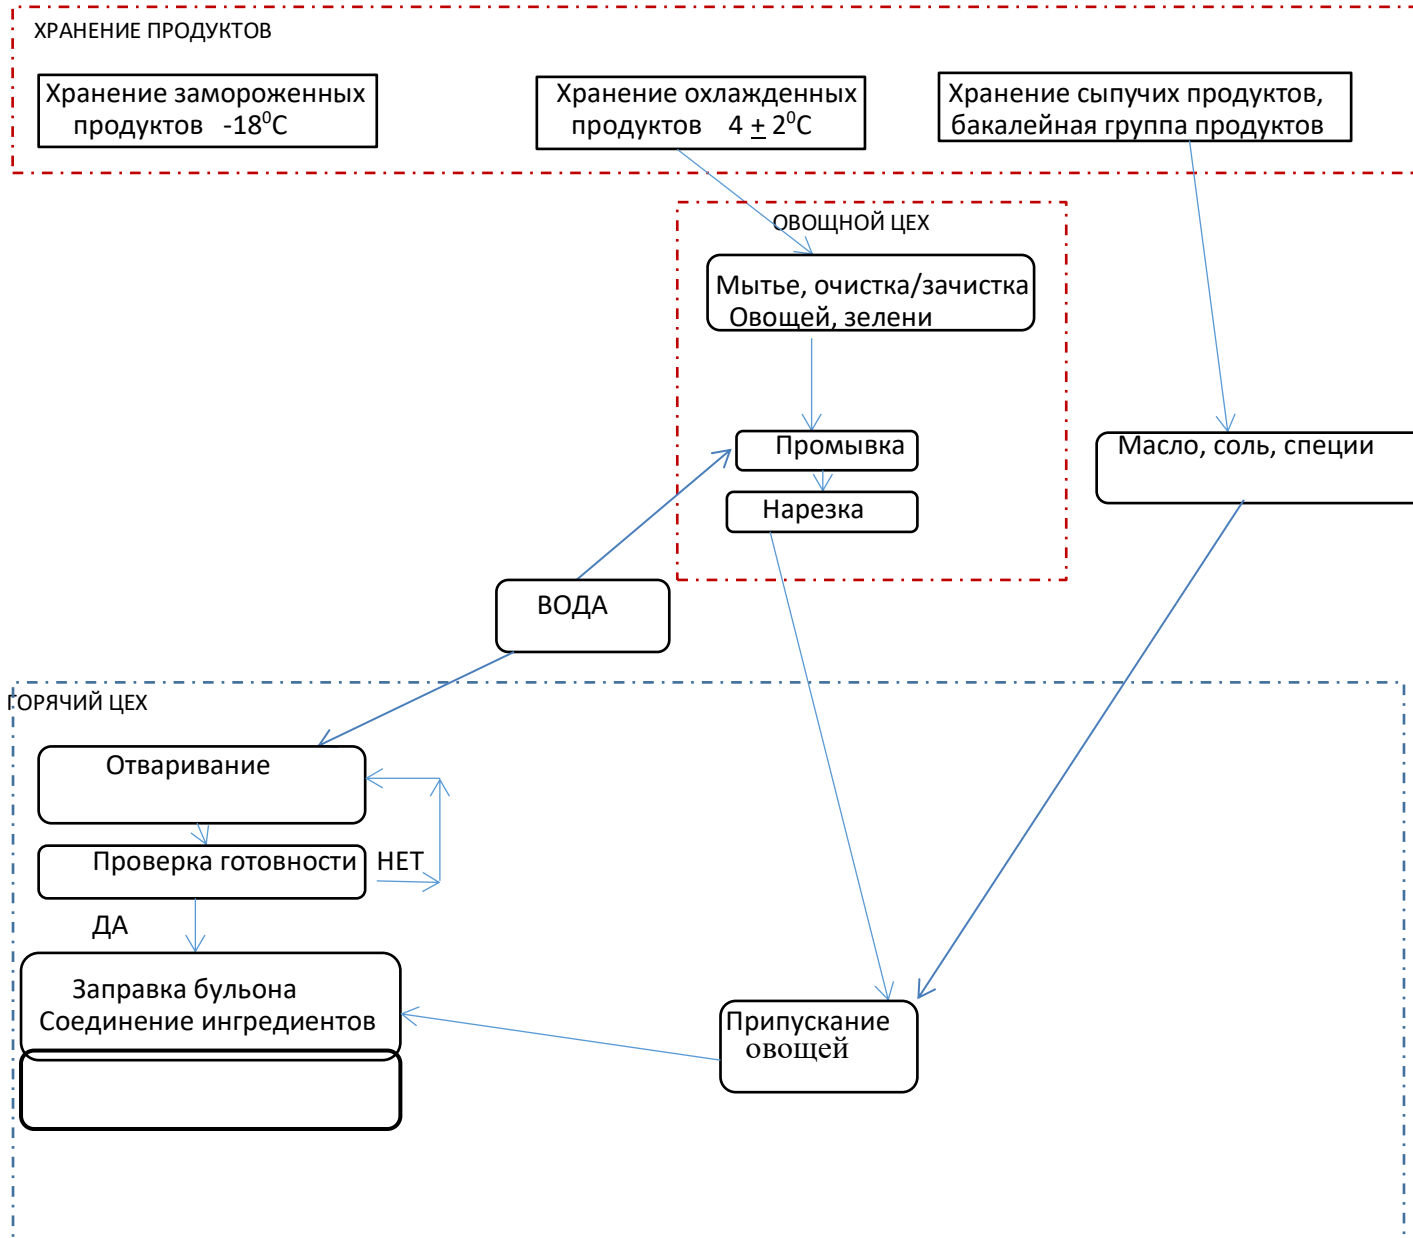 ХРАНЕНИЕ ПРОДУКТОВ
Хранение замороженных
продуктов -18⁰С
Хранение охлажденных
продуктов 4 + 2⁰С
Хранение сыпучих продуктов,
бакалейная группа продуктов
ОВОЩНОЙ ЦЕХ
Мытье, очистка/зачистка
Овощей, зелени
Промывка
Масло, соль, специи
Нарезка
ВОДА
ГОРЯЧИЙ ЦЕХ
Отваривание
Проверка готовности
НЕТ
ДА
Заправка бульона
Соединение ингредиентов
Припускание
овощей